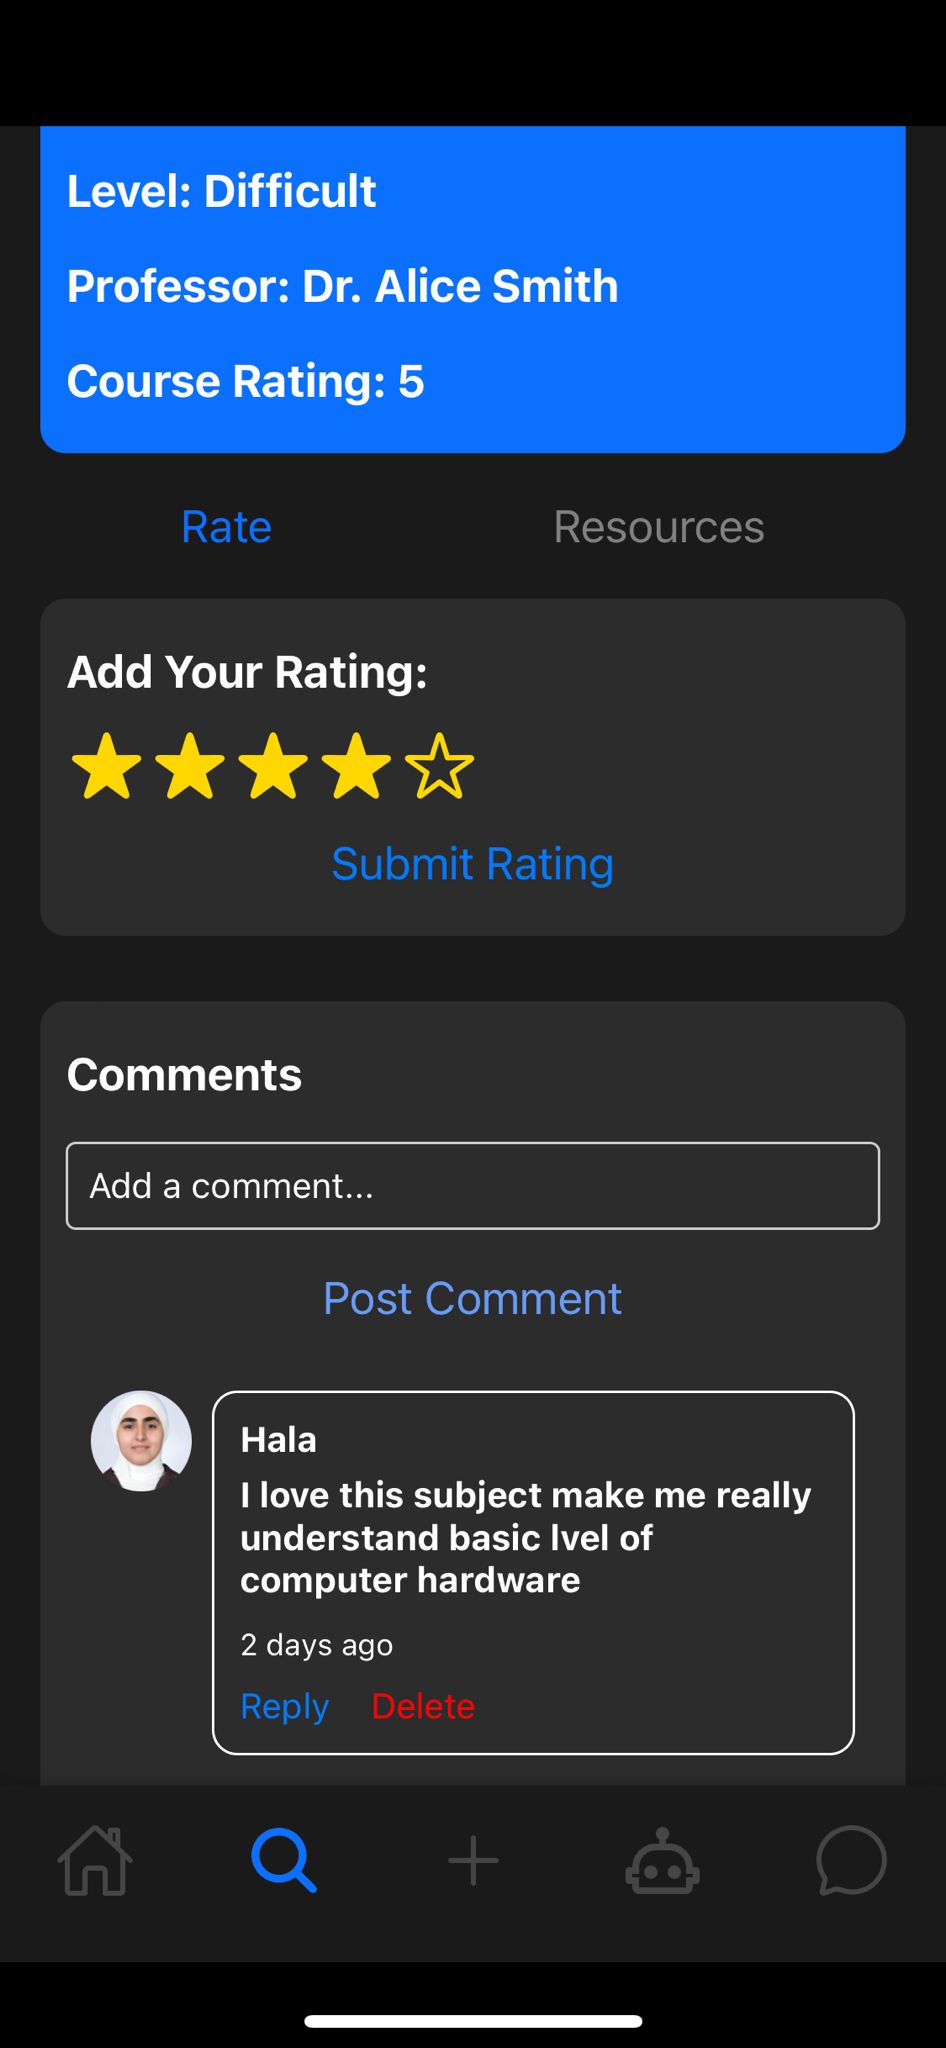 Level: Difficult
Professor: Dr. Alice Smith
Course Rating: 5
Rate
Resources
Add Your Rating:
Submit Rating
Comments
Add a comment...
Post Comment
Hala
I love this subject make me really
understand basic lvel of
computer hardware
2 days ago
Reply
Delete